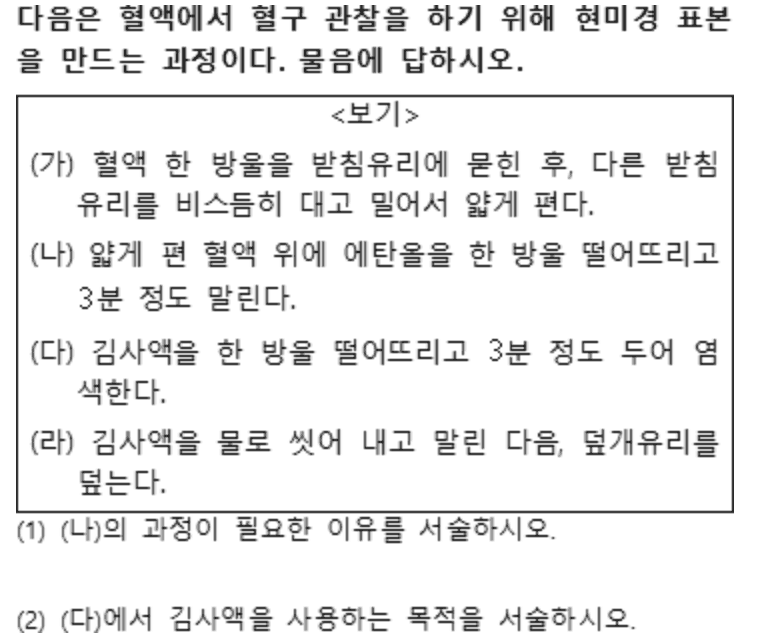 다음은 혈액에서 혈구 관찰을 하기 위해 현미경 표본
을 만드는 과정이다. 물음에 답하시오.
<보기>
(가) 혈액 한 방울을 받침유리에 묻힌 후, 다른 받침
유리를 비스듬히 대고 밀어서 얇게 편다.
(나) 얇게 편 혈액 위에 에탄올을 한 방울 떨어뜨리고
3분 정도 말린다.
(다) 김사액을 한 방울 떨어뜨리고 3분 정도 두어 염
색한다.
(라) 김사액을 물로 씻어 내고 말린 다음, 덮개유리를
덮는다.
(1) (나)의 과정이 필요한 이유를 서술하시오.
(2) (다)에서 김사액을 사용하는 목적을 서술하시오.